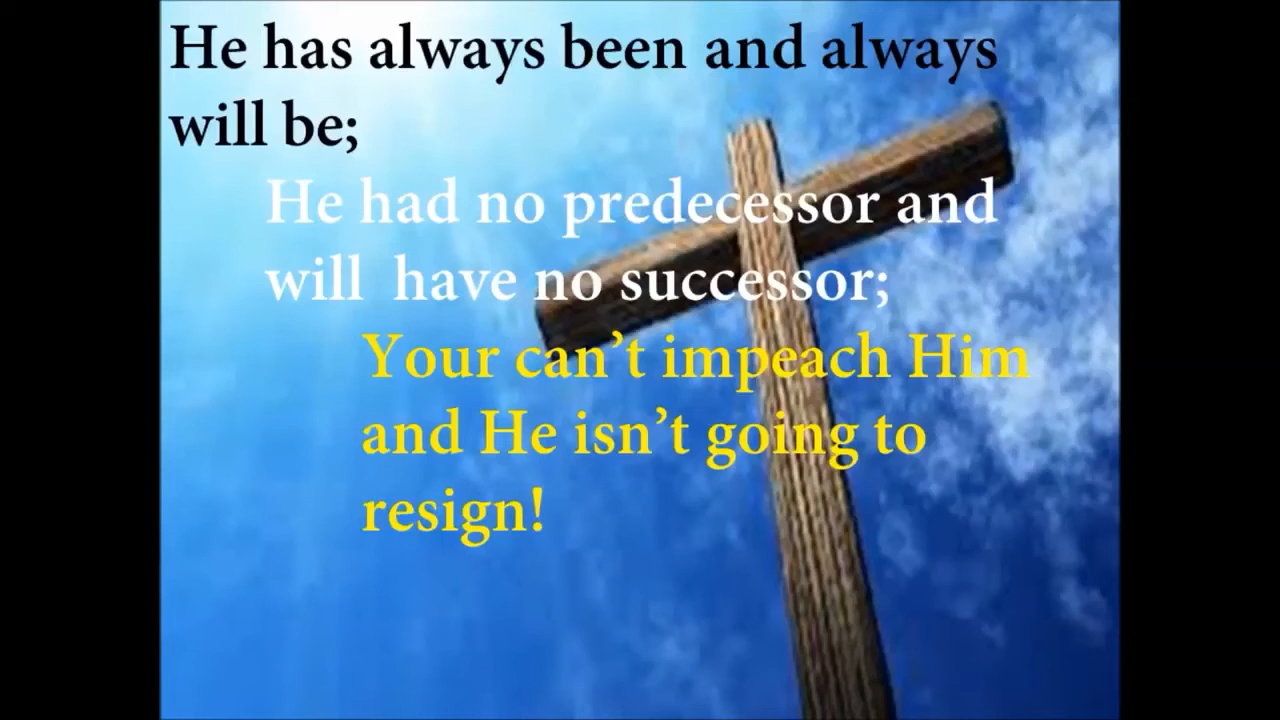 He has always been and always
will be;
He had no predecessor and
will have no successor;
Your can’t impeach Him
and He isn’t going to
resign!